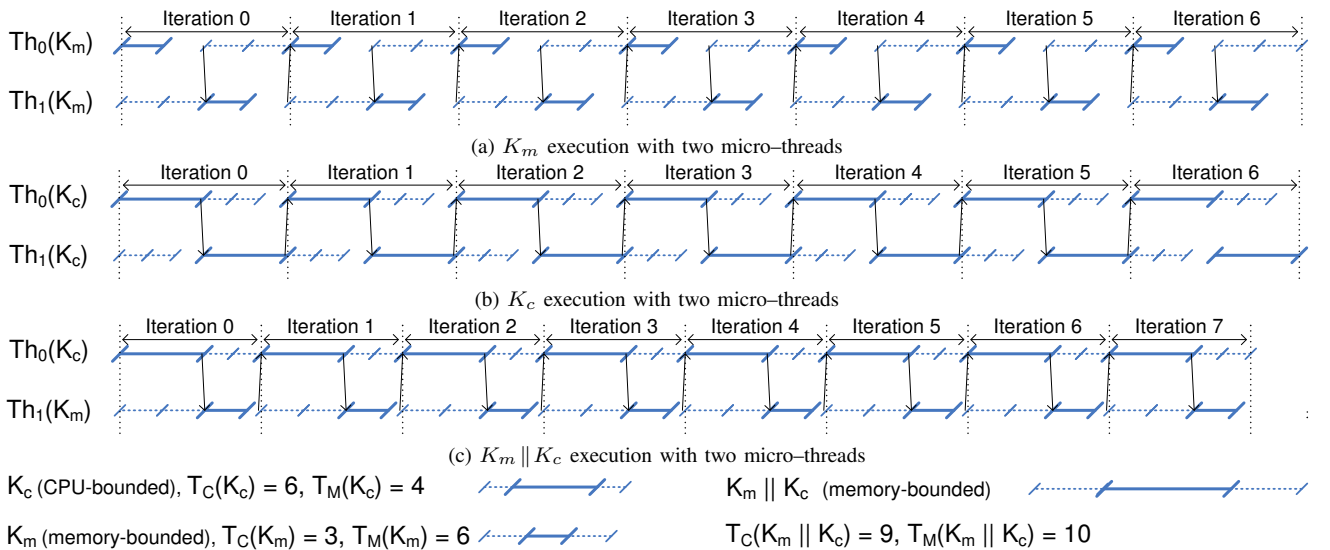 Iteration 0 Iteration 1 Iteration 2 Iteration 3 Iteration 4 Iteration 5 Iteration 6
Th0(Km)
Th1(Km)
(a) Km execution with two micro–threads
Iteration 0 Iteration 1 Iteration 2 Iteration 3 Iteration 4 Iteration 5 Iteration 6
Th0(Kc)
Th1(Kc)
(b) Kc execution with two micro–threads
Iteration 0 Iteration 1 Iteration 2 Iteration 3 Iteration 4 Iteration 5 Iteration 6 Iteration 7
Th0(Kc)
Th1(Km)
(c) Km || Kc execution with two micro–threads
Kc (CPU-bounded), TC(Kc) = 6, TM(Kc) = 4
Km || Kc (memory-bounded)
Km (memory-bounded), TC(Km) = 3, TM(Km) = 6
TC(Km || Kc) = 9, TM(Km || Kc) = 10